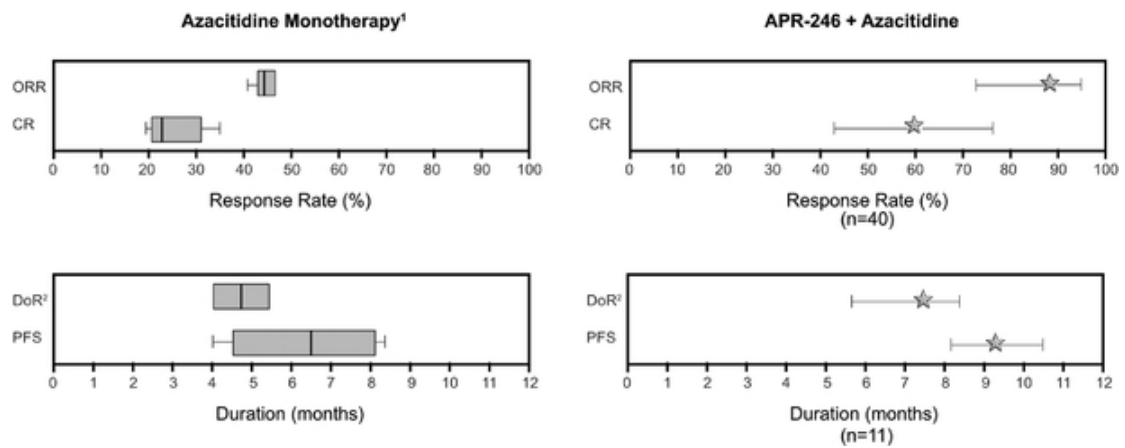 Azacitidine Monotherapy¹
ORR
CR
0 10 20 30 40 50 60 70 80 90 100
Response Rate (%)
DoR²
PFS
0 1 2 3 4 5 6 7 8 9 10 11 12
Duration (months)
APR-246 + Azacitidine
ORR
CR
0 10 20 30 40 50 60 70 80 90 100
Response Rate (%)
(n=40)
DoR²
PFS
0 1 2 3 4 5 6 7 8 9 10 11 12
Duration (months)
(n=11)